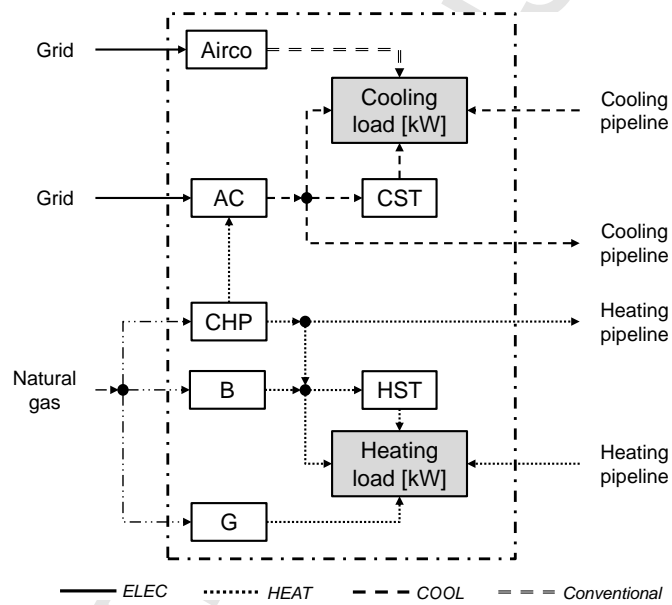 Grid
Airco
Cooling
load [kW]
Cooling
pipeline
Grid
AC
CST
Cooling
pipeline
CHP
Heating
pipeline
Natural
gas
B
HST
Heating
load [kW]
Heating
pipeline
G
ELEC
HEAT
COOL
Conventional